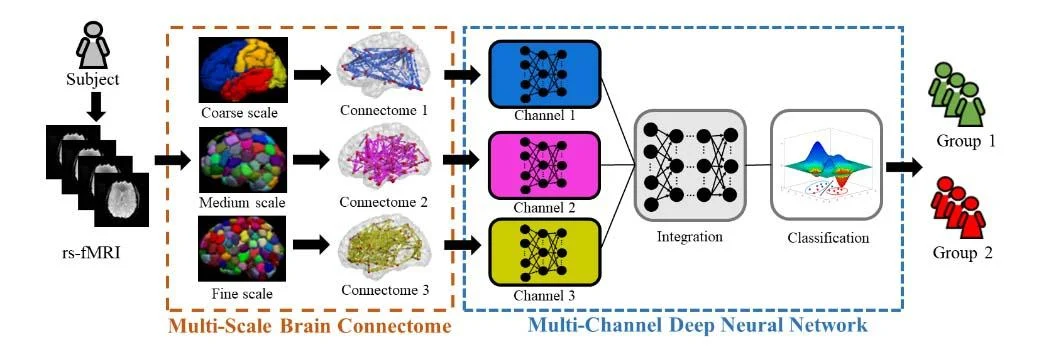 Subject
rs-fMRI
Coarse scale
Connectome 1
Medium scale
Connectome 2
Fine scale
Connectome 3
Multi-Scale Brain Connectome
Channel 1
Channel 2
Channel 3
Integration
Classification
Multi-Channel Deep Neural Network
Group 1
Group 2